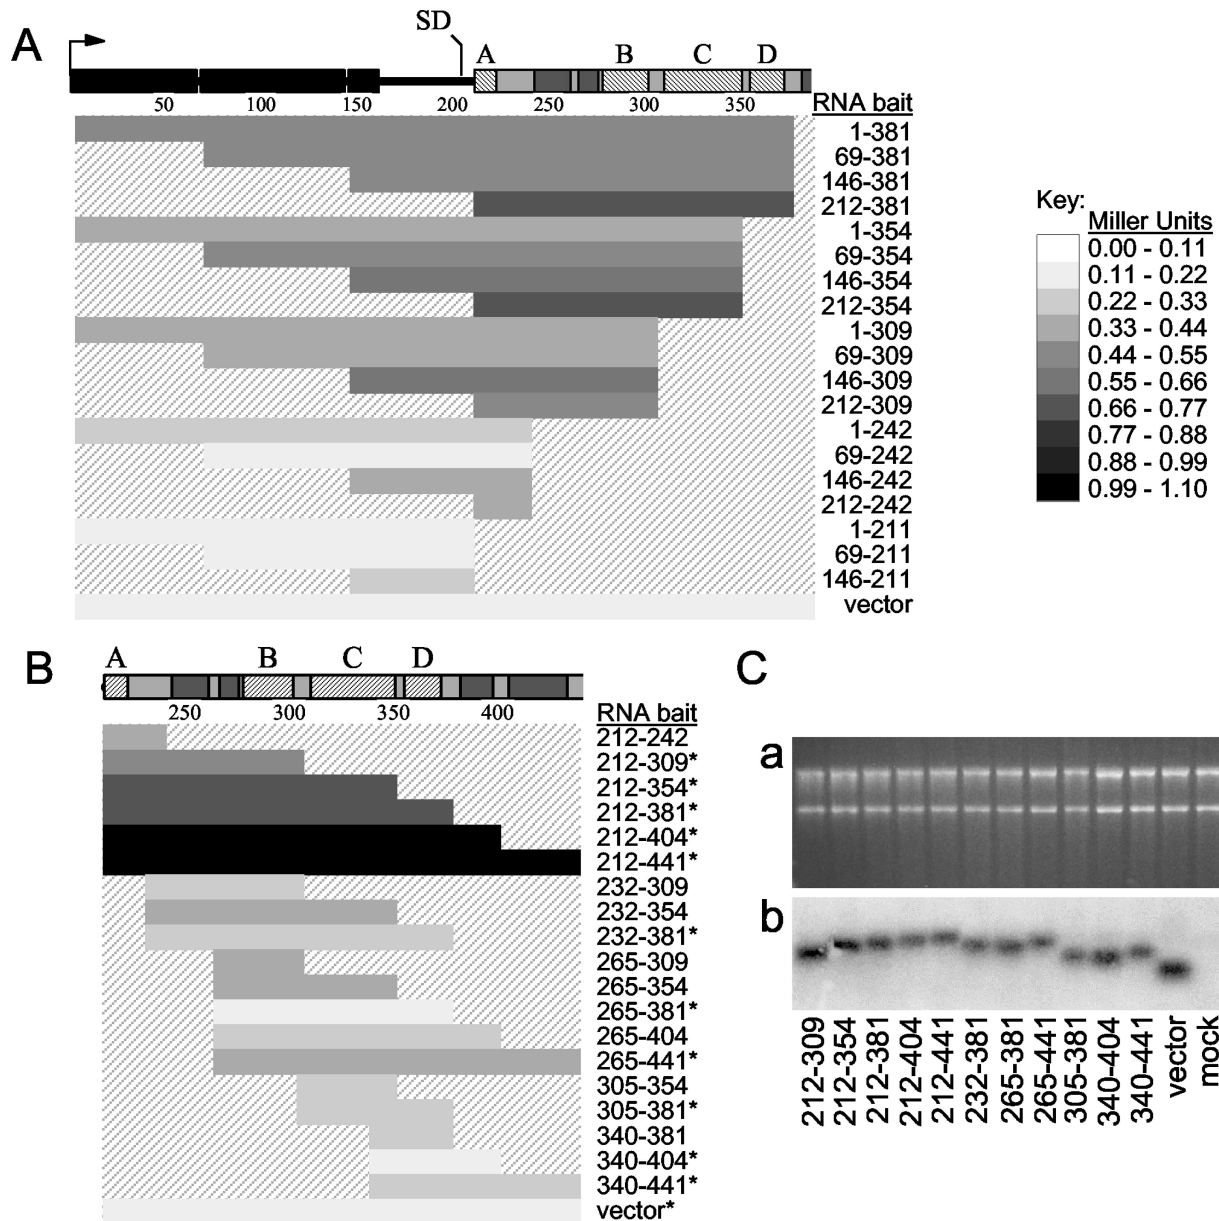 A
SD
A B C D
50 100 150 200 250 300 350
RNA bait
1-381
69-381
146-381
212-381
1-354
69-354
146-354
212-354
1-309
69-309
146-309
212-309
1-242
69-242
146-242
212-242
1-211
69-211
146-211
vector
Key:
Miller Units
0.00 - 0.11
0.11 - 0.22
0.22 - 0.33
0.33 - 0.44
0.44 - 0.55
0.55 - 0.66
0.66 - 0.77
0.77 - 0.88
0.88 - 0.99
0.99 - 1.10
B
A B C D
250 300 350 400
RNA bait
212-242
212-309*
212-354*
212-381*
212-404*
212-441*
232-309
232-354
232-381*
265-309
265-354
265-381*
265-404
265-441*
305-354
305-381*
340-381
340-404*
340-441*
vector*
C
a
b
212-309
212-354
212-381
212-404
212-441
232-381
265-381
265-441
305-381
340-404
340-441
vector
mock